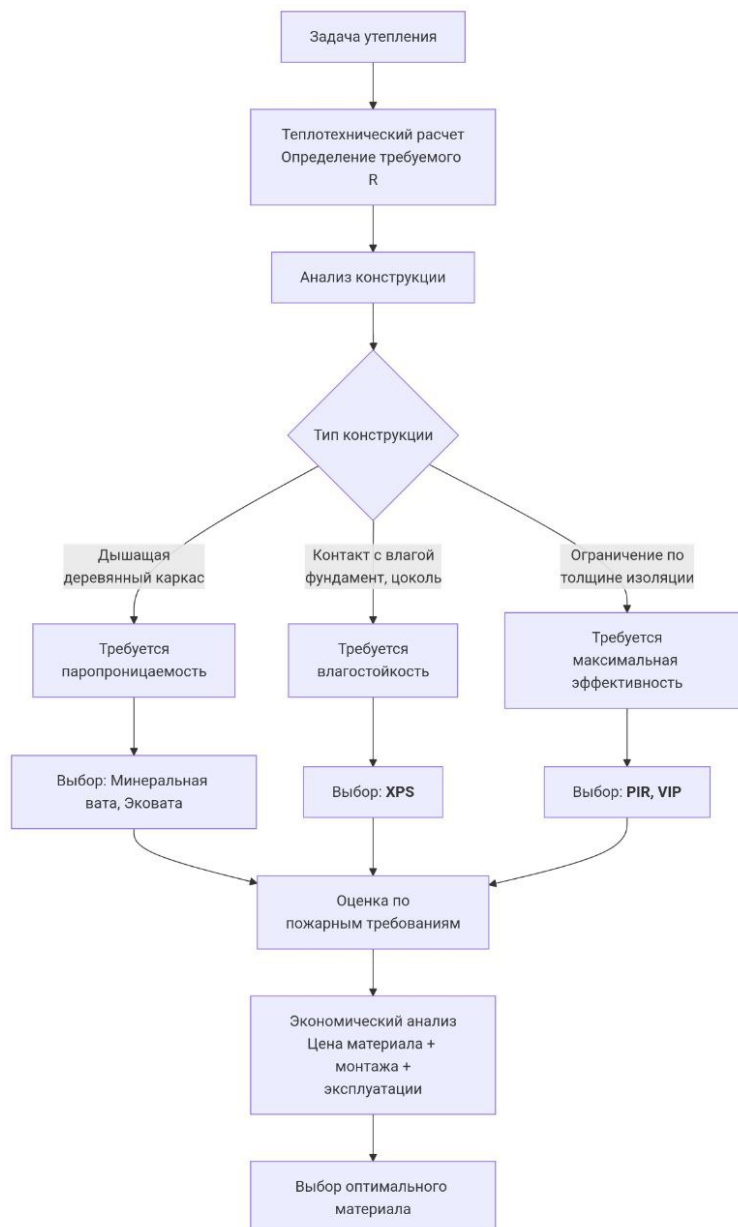 Задача утепления
Теплотехнический расчет
Определение требуемого
R
Анализ конструкции
Тип конструкции
Дышащая
деревянный каркас
Контакт с влагой
фундамент, цоколь
Ограничение по
толщине изоляции
Требуется
паропроницаемость
Требуется
влагостойкость
Требуется
максимальная
эффективность
Выбор: Минеральная
вата, Эковата
Выбор: XPS
Выбор: PIR, VIP
Оценка по
пожарным требованиям
Экономический анализ
Цена материала +
монтажа +
эксплуатации
Выбор оптимального
материала